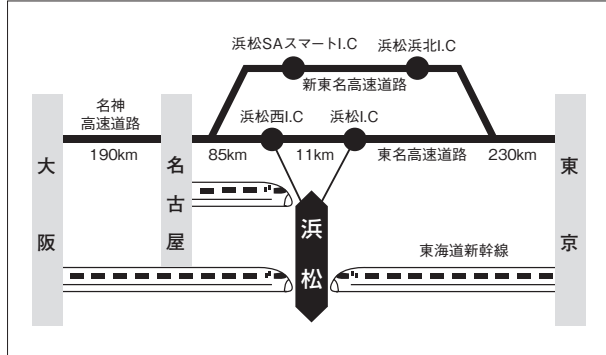 浜松SAスマートI.C
浜松浜北I.C
新東名高速道路
名神
高速道路
浜松西I.C
浜松I.C
190km
85km
11km
東名高速道路
230km
大阪
名古屋
浜松
東京
東海道新幹線